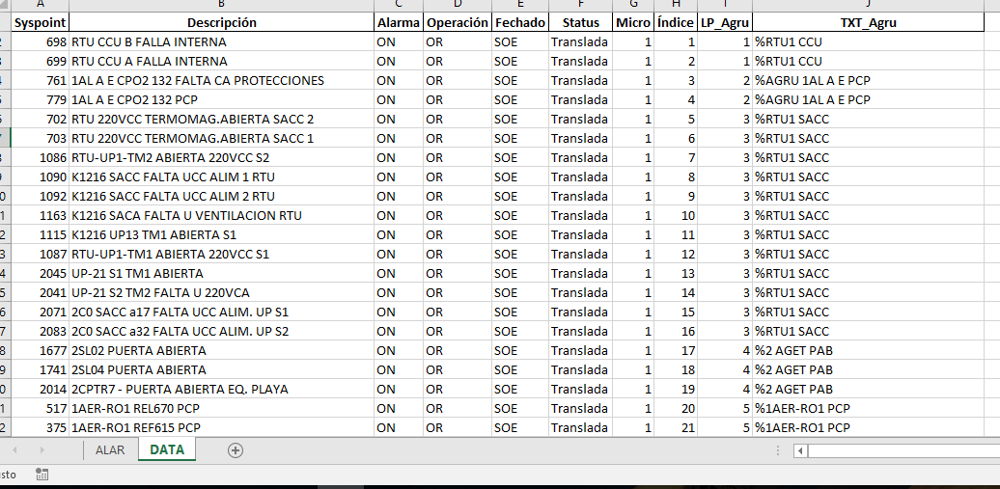 A B C D E F G H I J
Syspoint Descripción Alarma Operación Fechado Status Micro Índice LP_Agru TXT_Agru
698 RTU CCU B FALLA INTERNA ON OR SOE Translada 1 1 1 %RTU1 CCU
699 RTU CCU A FALLA INTERNA ON OR SOE Translada 1 2 1 %RTU1 CCU
761 1AL A E CPO2 132 FALTA CA PROTECCIONES ON OR SOE Translada 1 3 2 %AGRU 1AL A E PCP
779 1AL A E CPO2 132 PCP ON OR SOE Translada 1 4 2 %AGRU 1AL A E PCP
702 RTU 220VCC TERMOMAG.ABIERTA SACC 2 ON OR SOE Translada 1 5 3 %RTU1 SACC
703 RTU 220VCC TERMOMAG.ABIERTA SACC 1 ON OR SOE Translada 1 6 3 %RTU1 SACC
1086 RTU-UP1-TM2 ABIERTA 220VCC S2 ON OR SOE Translada 1 7 3 %RTU1 SACC
1090 K1216 SACC FALTA UCC ALIM 1 RTU ON OR SOE Translada 1 8 3 %RTU1 SACC
1092 K1216 SACC FALTA UCC ALIM 2 RTU ON OR SOE Translada 1 9 3 %RTU1 SACC
1163 K1216 SACA FALTA U VENTILACION RTU ON OR SOE Translada 1 10 3 %RTU1 SACC
1115 K1216 UP13 TM1 ABIERTA S1 ON OR SOE Translada 1 11 3 %RTU1 SACC
1087 RTU-UP1-TM1 ABIERTA 220VCC S1 ON OR SOE Translada 1 12 3 %RTU1 SACC
2045 UP-21 S1 TM1 ABIERTA ON OR SOE Translada 1 13 3 %RTU1 SACC
2041 UP-21 S2 TM2 FALTA U 220VCA ON OR SOE Translada 1 14 3 %RTU1 SACC
2071 2C0 SACC a17 FALTA UCC ALIM. UP S1 ON OR SOE Translada 1 15 3 %RTU1 SACC
2083 2C0 SACC a32 FALTA UCC ALIM. UP S2 ON OR SOE Translada 1 16 3 %RTU1 SACC
1677 2SL02 PUERTA ABIERTA ON OR SOE Translada 1 17 4 %2 AGET PAB
1741 2SL04 PUERTA ABIERTA ON OR SOE Translada 1 18 4 %2 AGET PAB
2014 2CPTR7 - PUERTA ABIERTA EQ. PLAYA ON OR SOE Translada 1 19 4 %2 AGET PAB
517 1AER-RO1 REL670 PCP ON OR SOE Translada 1 20 5 %1AER-RO1 PCP
375 1AER-RO1 REF615 PCP ON OR SOE Translada 1 21 5 %1AER-RO1 PCP
ALAR DATA